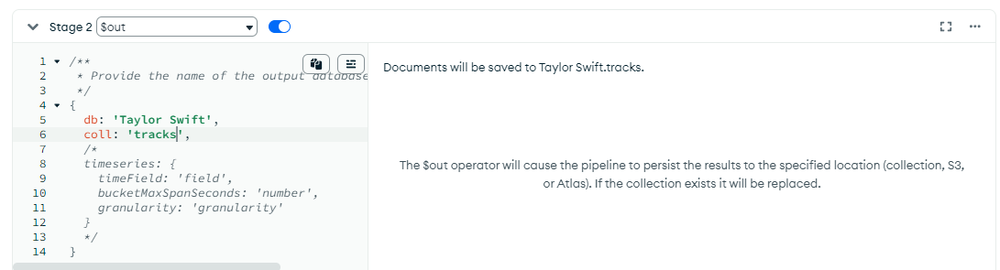 Stage 2 $out
1 /**
2 * Provide the name of the output database
3 */
4 {
5 db: 'Taylor Swift',
6 coll: 'tracks',
7 /*
8 timeseries: {
9 timeField: 'field',
10 bucketMaxSpanSeconds: 'number',
11 granularity: 'granularity'
12 }
13 */
14 }
Documents will be saved to Taylor Swift.tracks.
The $out operator will cause the pipeline to persist the results to the specified location (collection, S3,
or Atlas). If the collection exists it will be replaced.